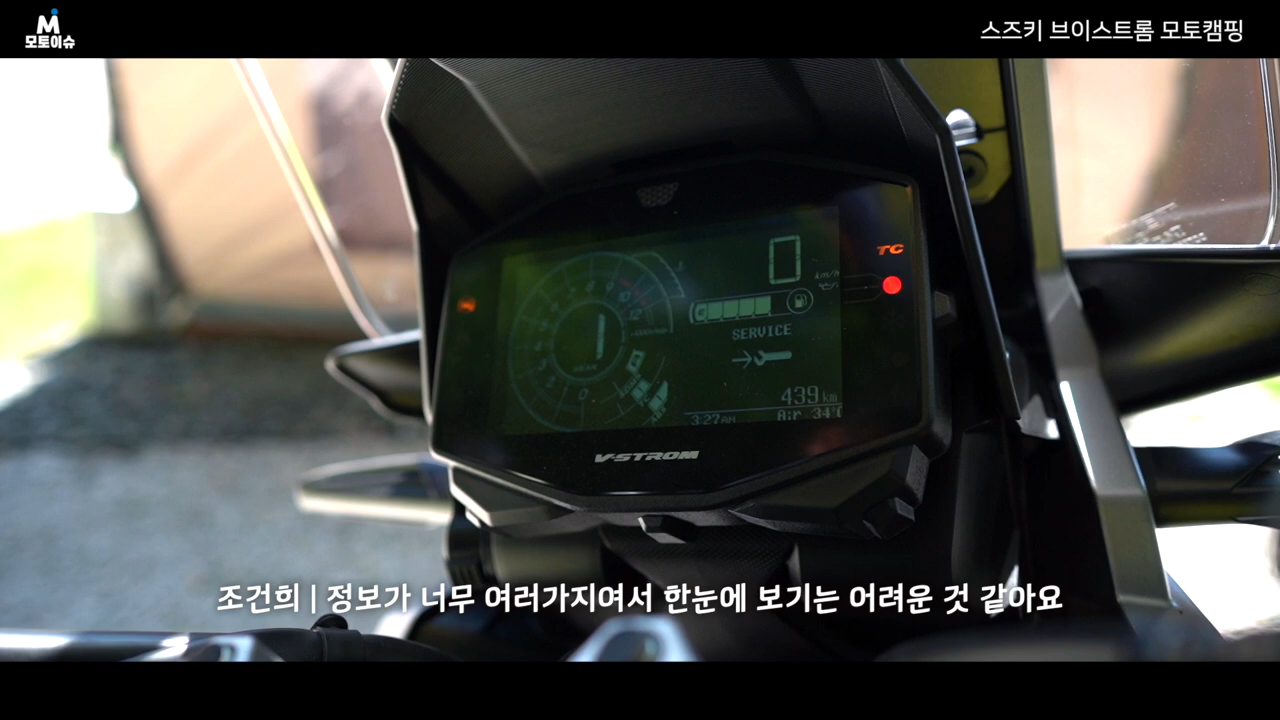 M
모토이슈
스즈키 브이스트롬 모토캠핑
TC
0
km/h
SERVICE
439 km
3:27AM
Air 34°C
V-STROM
조건희 | 정보가 너무 여러가지여서 한눈에 보기는 어려운 것 같아요